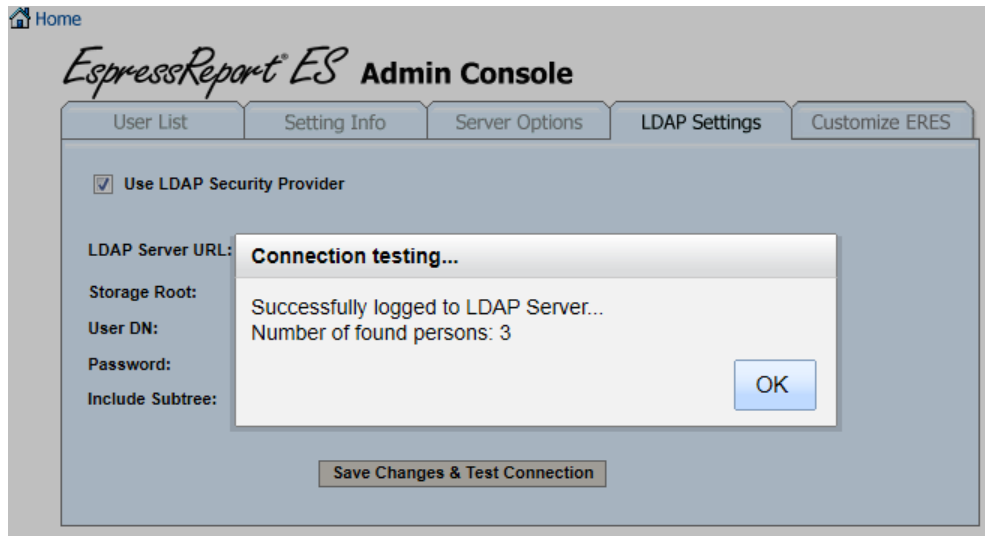 Home
EspressReport® ES Admin Console
User List
Setting Info
Server Options
LDAP Settings
Customize ERES
Use LDAP Security Provider
LDAP Server URL:
Connection testing...
Storage Root:
Successfully logged to LDAP Server...
User DN:
Number of found persons: 3
Password:
OK
Include Subtree:
Save Changes & Test Connection